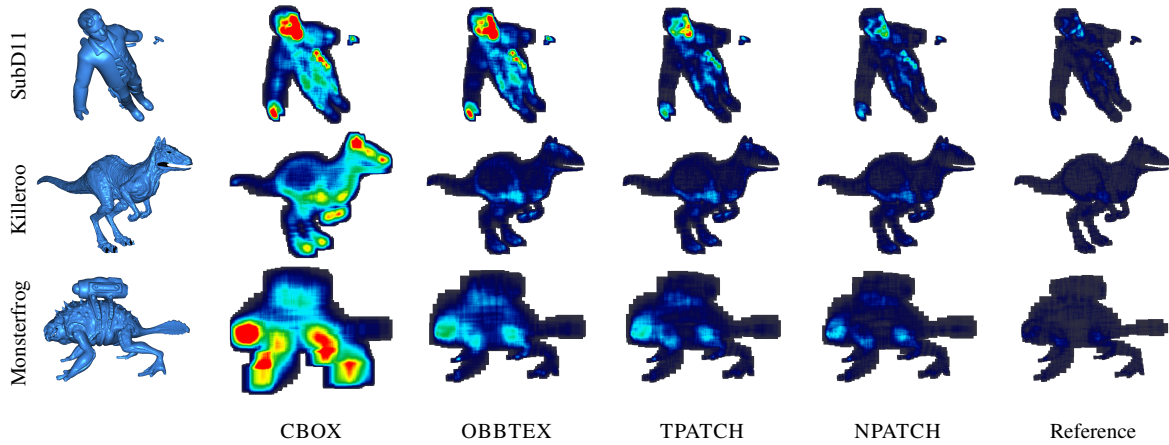 SubD11
Killeroo
Monsterfrog
CBOX OBBTEX TPATCH NPATCH Reference